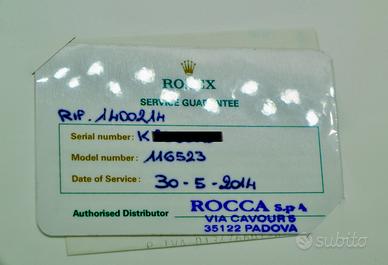 ROLEX
SERVICE GUARANTEE
RIP. 1400214
Serial number: K
Model number: 116523
Date of Service: 30-5-2014
Authorised Distributor
ROCCA S.p.A
VIA CAVOUR 5
35122 PADOVA
subito